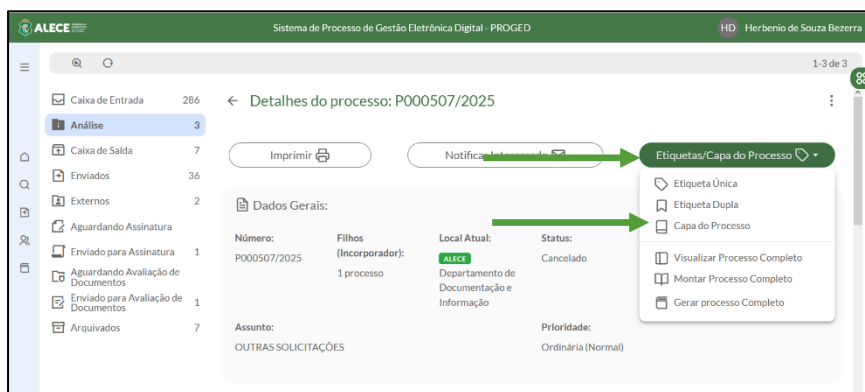 ALECE
Sistema de Processo de Gestão Eletrônica Digital - PROGED
HD Herbenio de Souza Bezerra
1-3 de 3
Caixa de Entrada 286
Análise 3
Caixa de Saída 7
Enviados 36
Externos 2
Aguardando Assinatura
Enviado para Assinatura 1
Aguardando Avaliação de
Documentos
Enviado para Avaliação de 1
Documentos
Arquivados 7
Detalhes do processo: P000507/2025
Imprimir
Notificar
Etiquetas/Capa do Processo
Etiqueta Única
Etiqueta Dupla
Capa do Processo
Visualizar Processo Completo
Montar Processo Completo
Gerar processo Completo
Dados Gerais:
Número:
P000507/2025
Filhos
(Incorporador):
1 processo
Local Atual:
ALECE
Departamento de
Documentação e
Informação
Status:
Cancelado
Assunto:
OUTRAS SOLICITAÇÕES
Prioridade:
Ordinária (Normal)